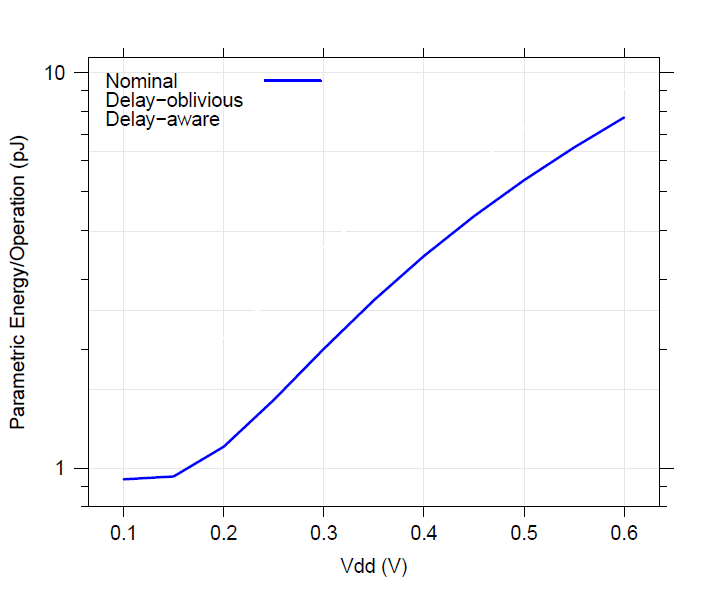 10
Nominal
Delay-oblivious
Delay-aware
Parametric Energy/Operation (pJ)
1
0.1 0.2 0.3 0.4 0.5 0.6
Vdd (V)